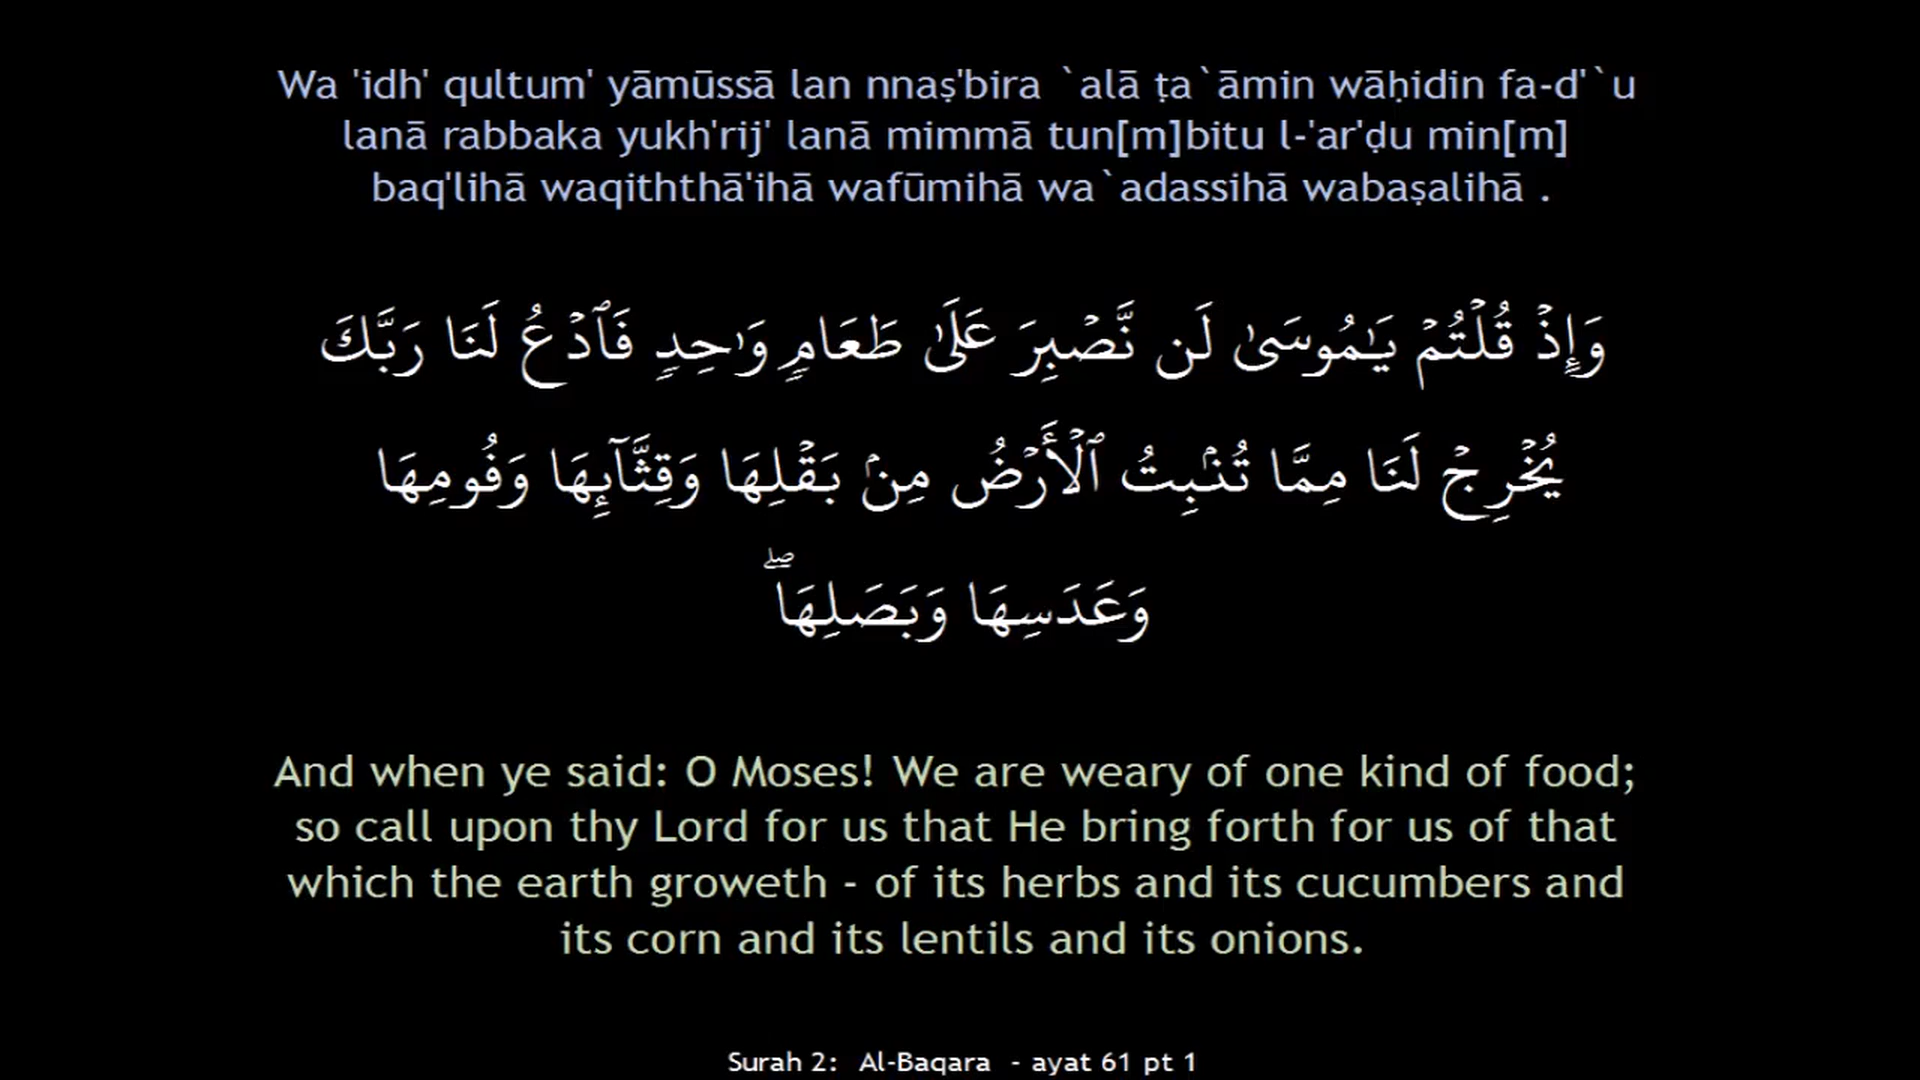 Wa 'idh' qultum' yāmūssā lan nnaṣ'bira `alā ṭa`āmin wāḥidin fa-d'`u
lanā rabbaka yukh'rij' lanā mimmā tun[m]bitu l-'ar'ḍu min[m]
baq'lihā waqiththā'ihā wafūmihā wa`adassihā wabaṣalihā .
وَإِذۡ قُلۡتُمۡ يَـٰمُوسَىٰ لَن نَّصۡبِرَ عَلَىٰ طَعَامٍ۬ وَٲحِدٍ۬ فَٱدۡعُ لَنَا رَبَّكَ
يُخۡرِجۡ لَنَا مِمَّا تُنۢبِتُ ٱلۡأَرۡضُ مِنۢ بَقۡلِهَا وَقِثَّآٮِٕهَا وَفُومِهَا
وَعَدَسِهَا وَبَصَلِهَا‌ۖ
And when ye said: O Moses! We are weary of one kind of food;
so call upon thy Lord for us that He bring forth for us of that
which the earth groweth - of its herbs and its cucumbers and
its corn and its lentils and its onions.
Surah 2: Al-Baqara - ayat 61 pt 1